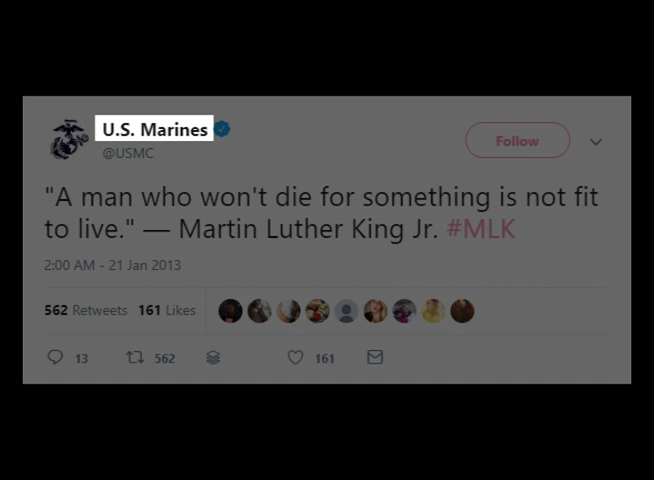 U.S. Marines
@USMC
Follow
"A man who won't die for something is not fit
to live." — Martin Luther King Jr. #MLK
2:00 AM - 21 Jan 2013
562 Retweets 161 Likes
13 562 161